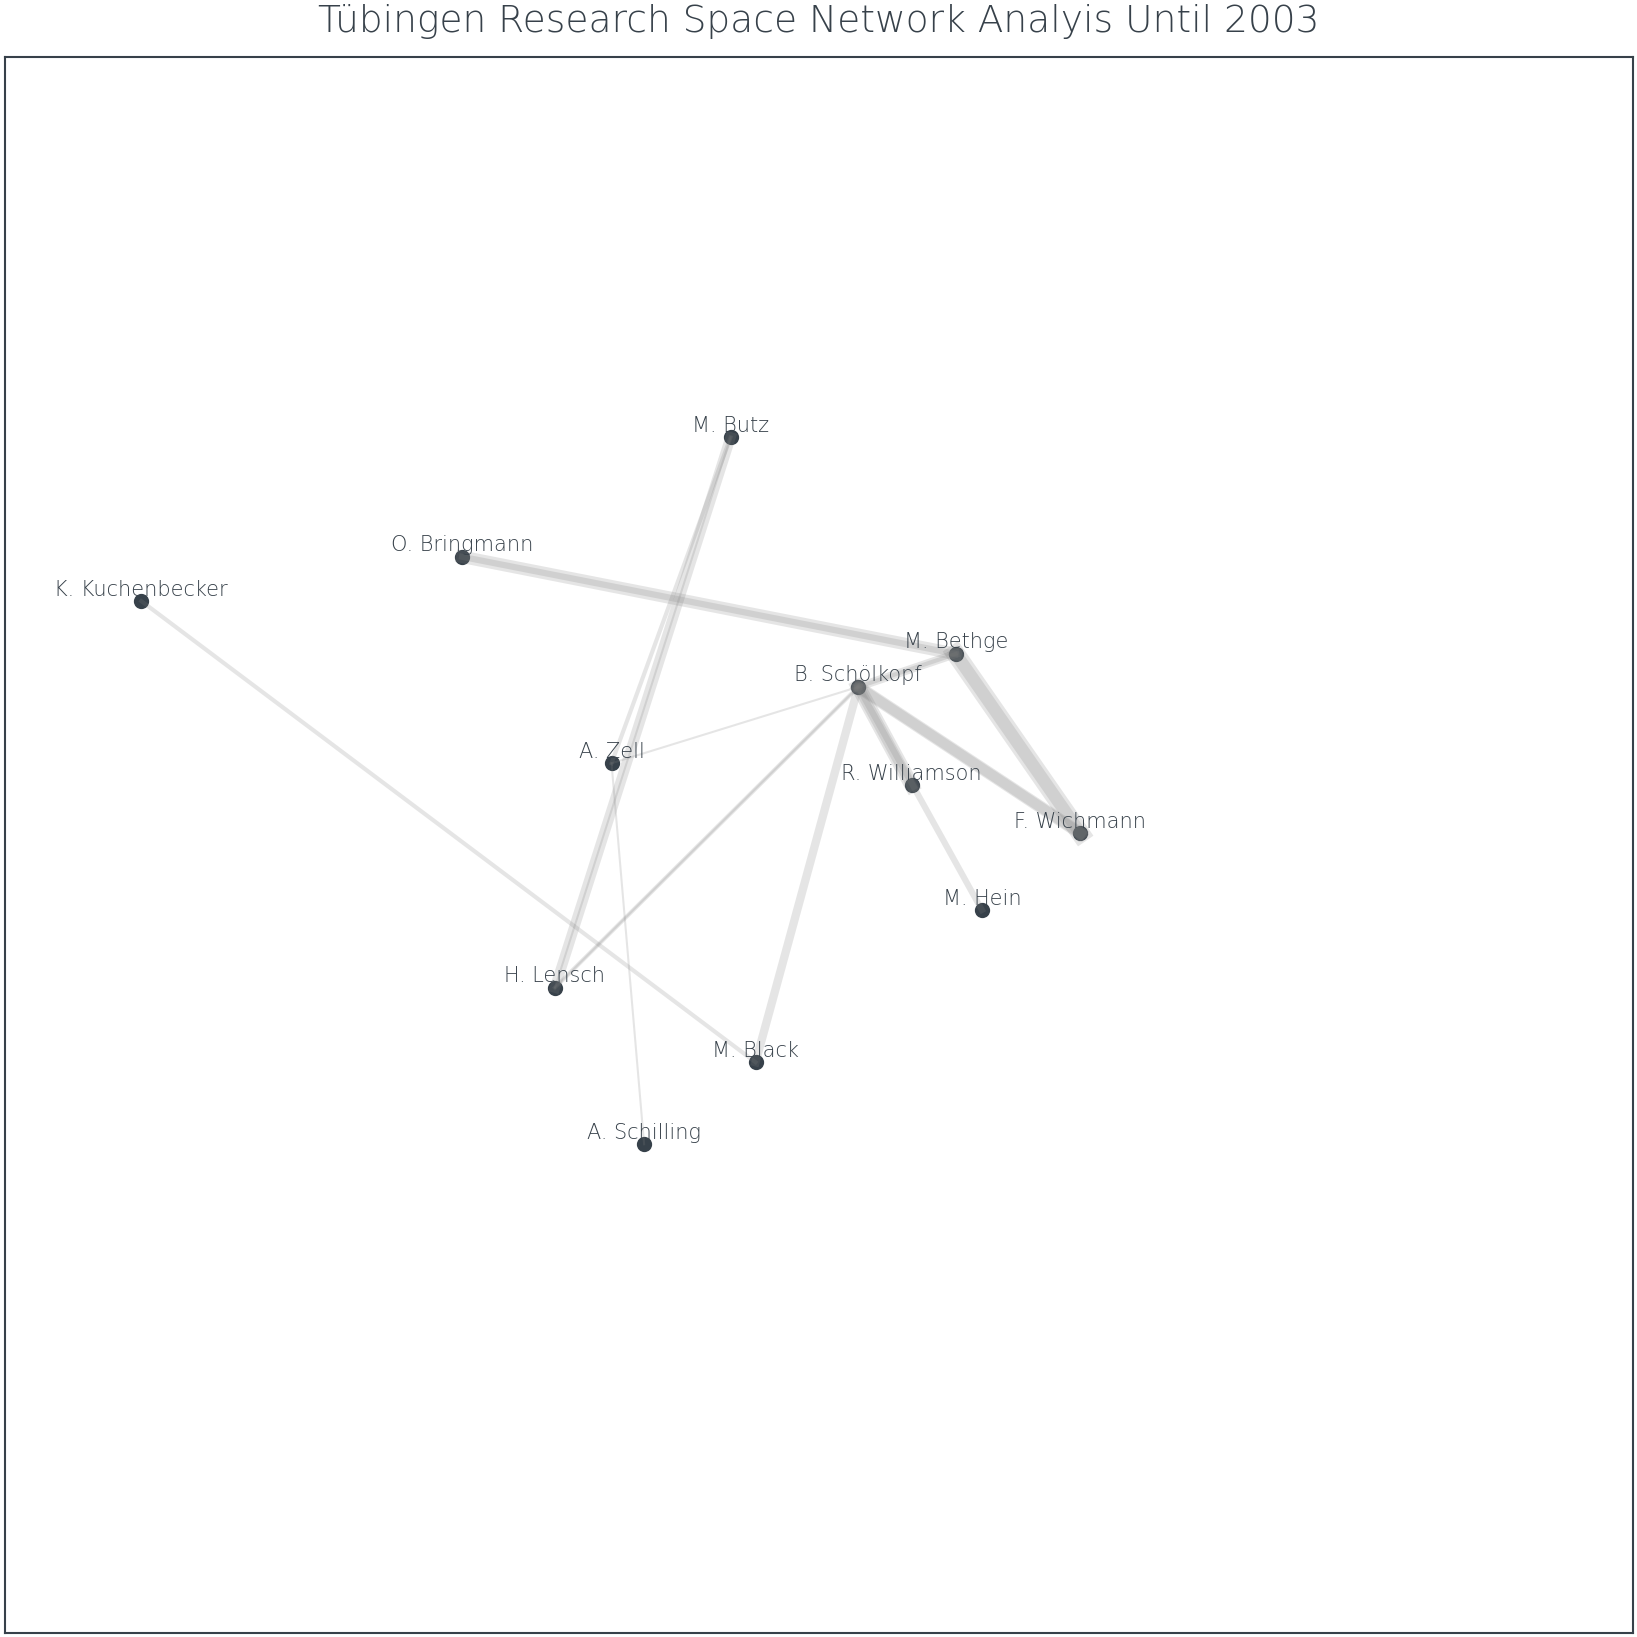 Tübingen Research Space Network Analyis Until 2003
M. Butz
O. Bringmann
K. Kuchenbecker
M. Bethge
B. Schölkopf
A. Zell
R. Williamson
F. Wichmann
M. Hein
H. Lensch
M. Black
A. Schilling